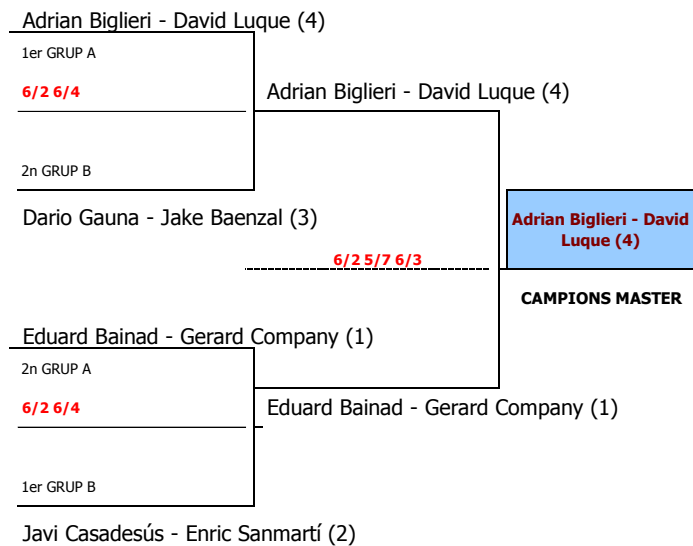 Adrian Biglieri - David Luque (4)
1er GRUP A
6/2 6/4
Adrian Biglieri - David Luque (4)
2n GRUP B
Dario Gauna - Jake Baenzal (3)
Adrian Biglieri - David
Luque (4)
6/2 5/7 6/3
CAMPIONS MASTER
Eduard Bainad - Gerard Company (1)
2n GRUP A
6/2 6/4
Eduard Bainad - Gerard Company (1)
1er GRUP B
Javi Casadesús - Enric Sanmartí (2)